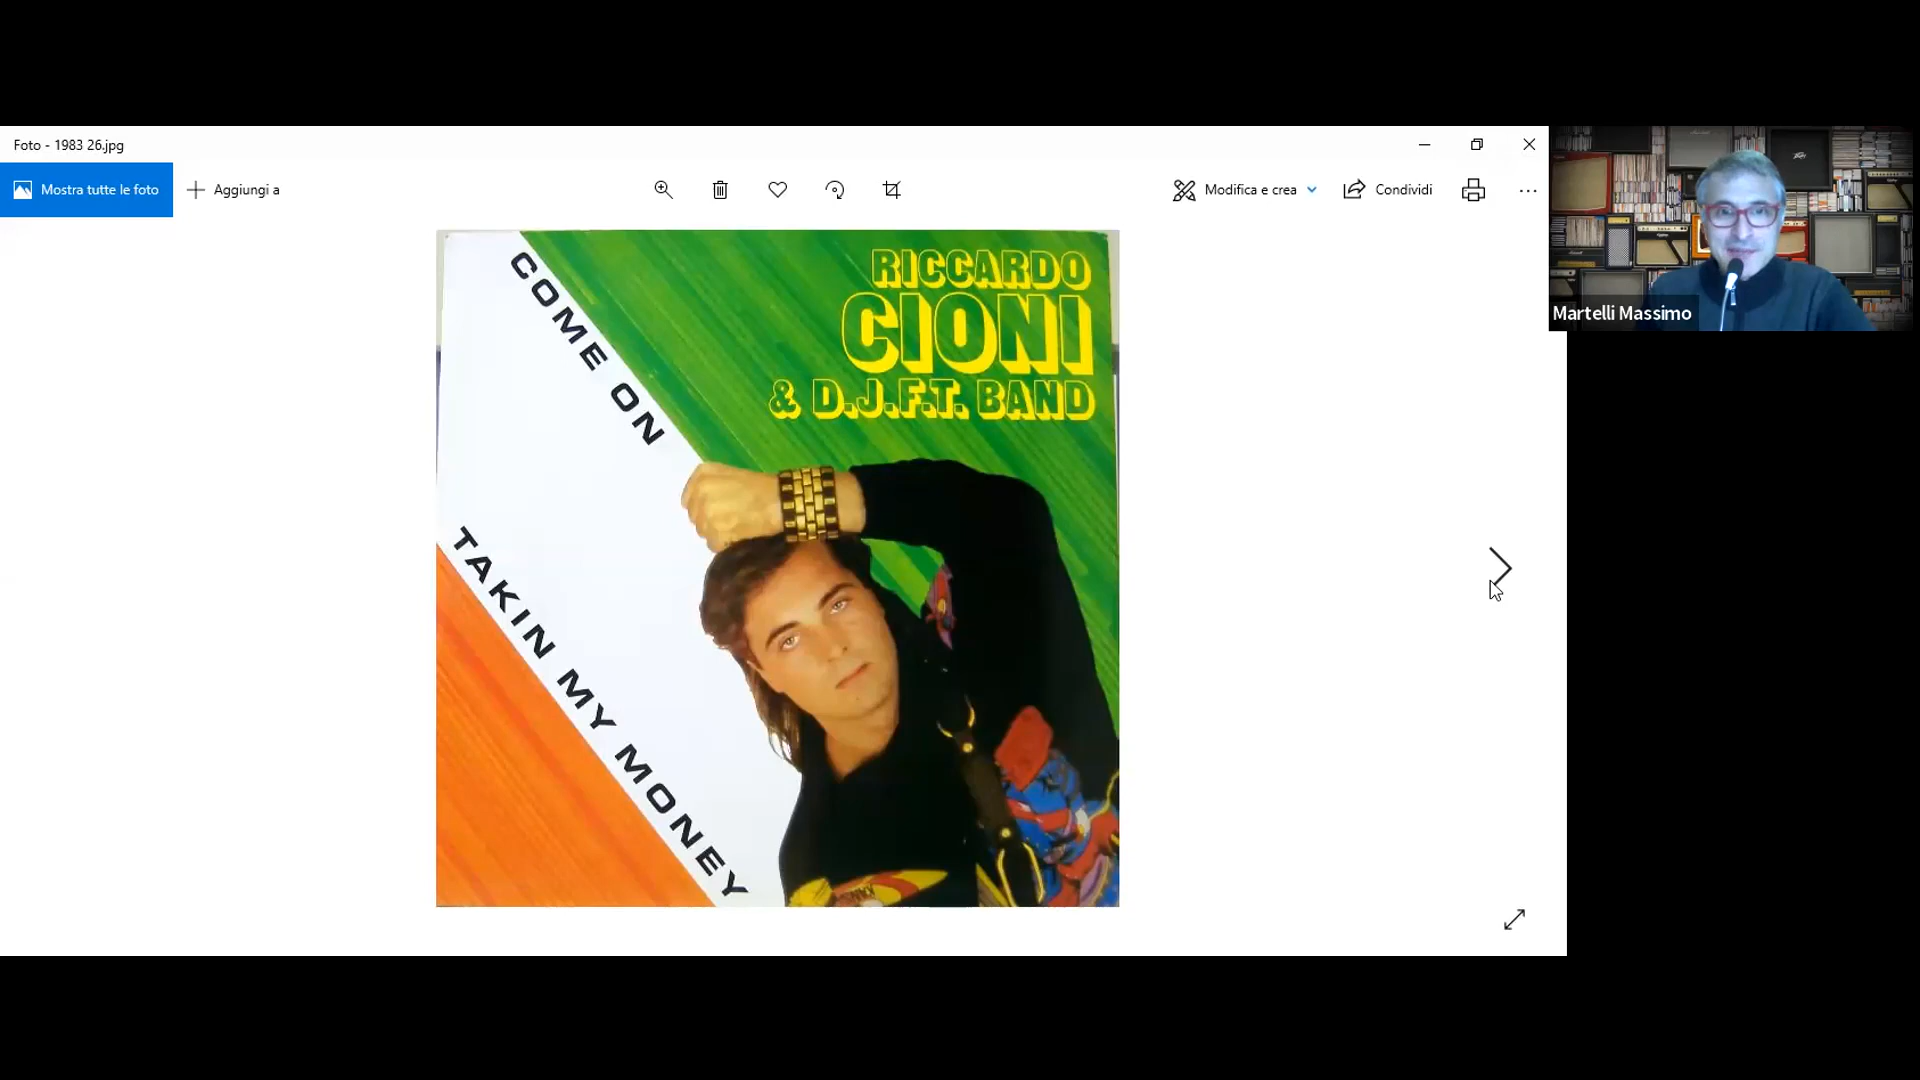 Foto - 1983 26.jpg
Mostra tutte le foto
Aggiungi a
Modifica e crea
Condividi
Martelli Massimo
RICCARDO
CIONI
& D.J.F.T. BAND
COME ON
TAKIN MY MONEY